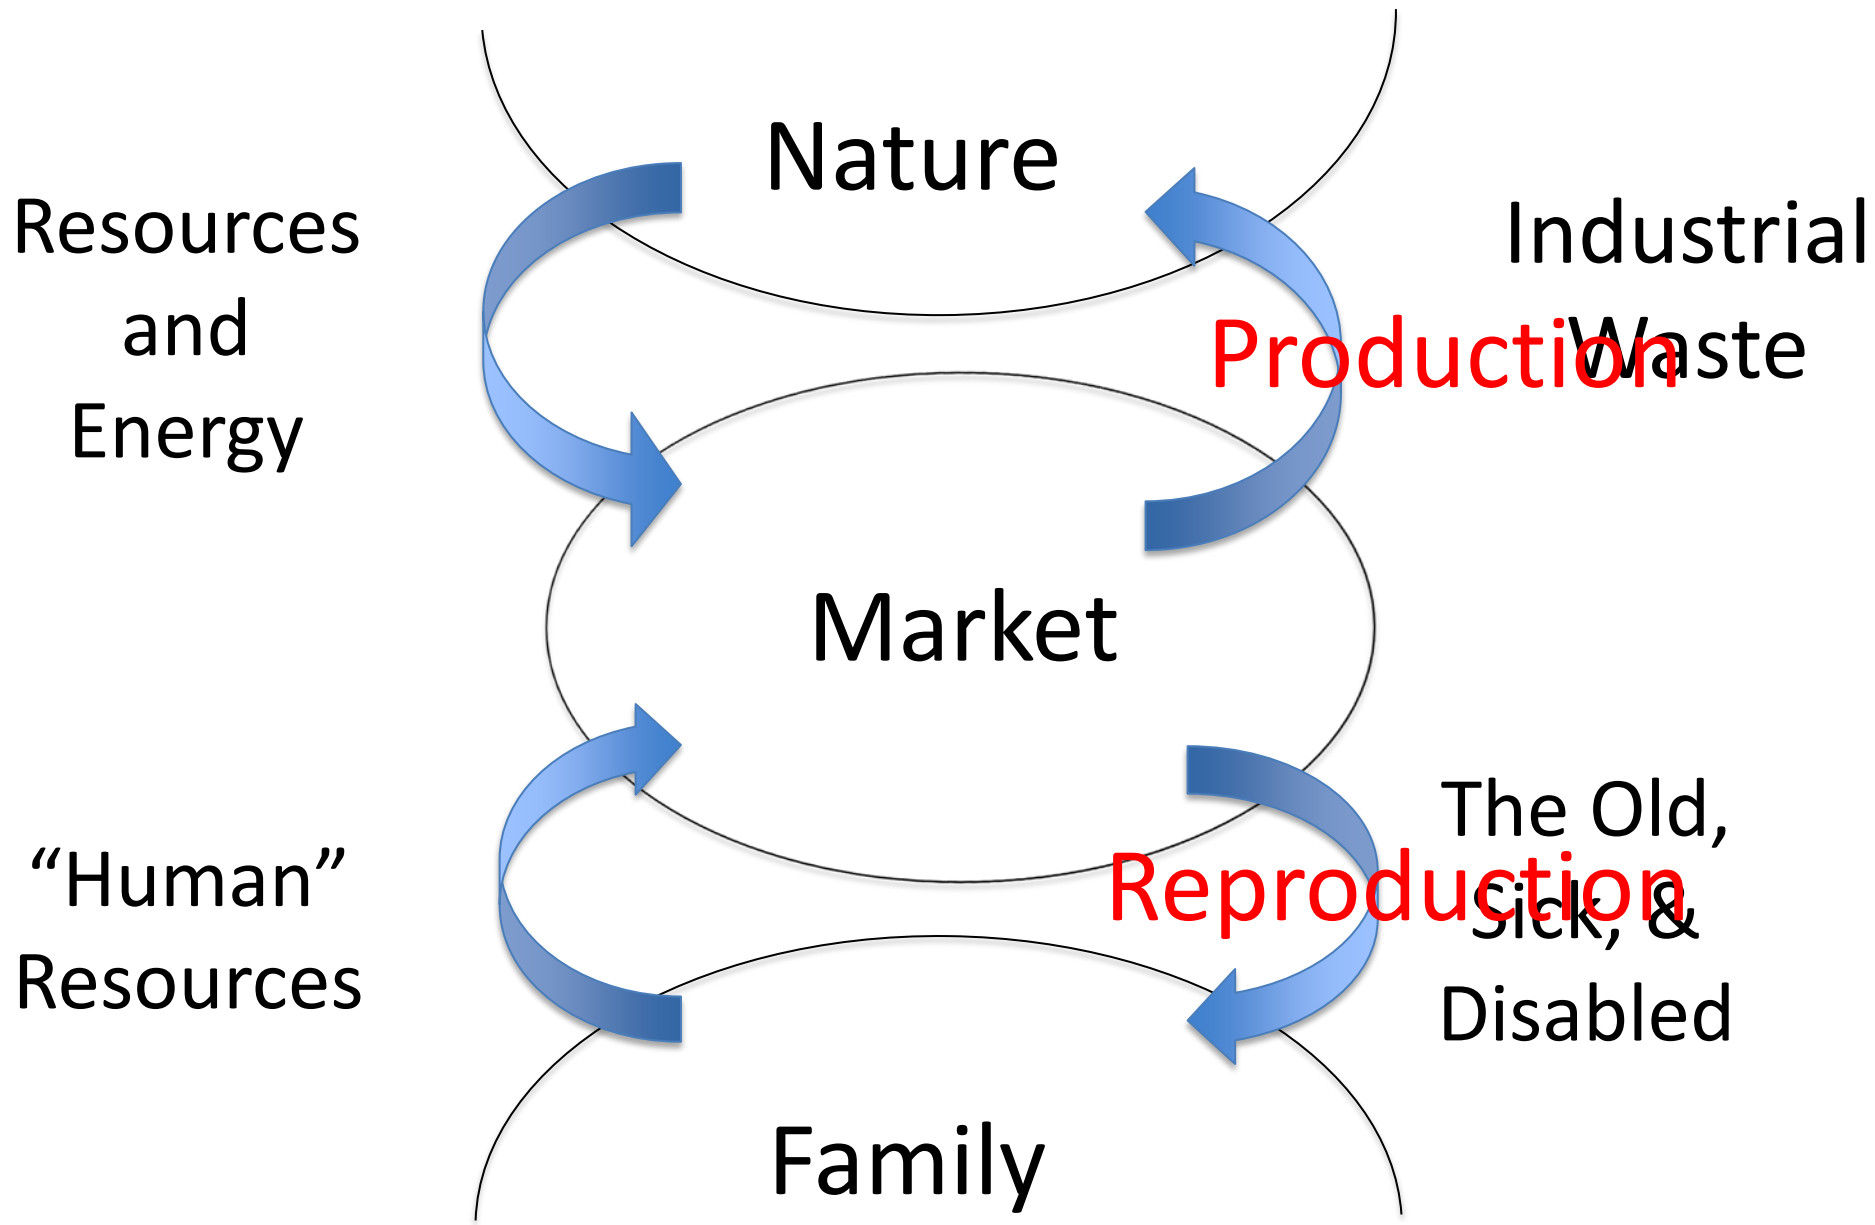 Nature
Resources
and
Energy
Industrial
Waste
Production
Market
“Human”
Resources
The Old,
Sick, &
Disabled
Reproduction
Family